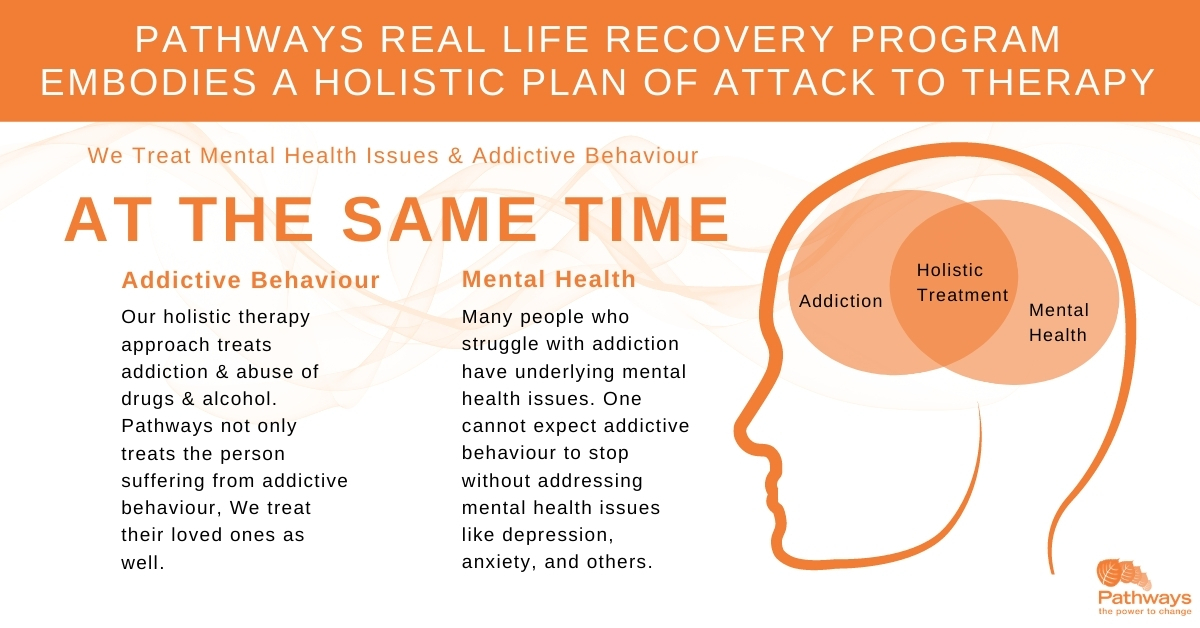 PATHWAYS REAL LIFE RECOVERY PROGRAM
EMBODIES A HOLISTIC PLAN OF ATTACK TO THERAPY
We Treat Mental Health Issues & Addictive Behaviour
AT THE SAME TIME
Addictive Behaviour
Our holistic therapy
approach treats
addiction & abuse of
drugs & alcohol.
Pathways not only
treats the person
suffering from addictive
behaviour, We treat
their loved ones as
well.
Mental Health
Many people who
struggle with addiction
have underlying mental
health issues. One
cannot expect addictive
behaviour to stop
without addressing
mental health issues
like depression,
anxiety, and others.
Addiction
Holistic
Treatment
Mental
Health
Pathways
the power to change